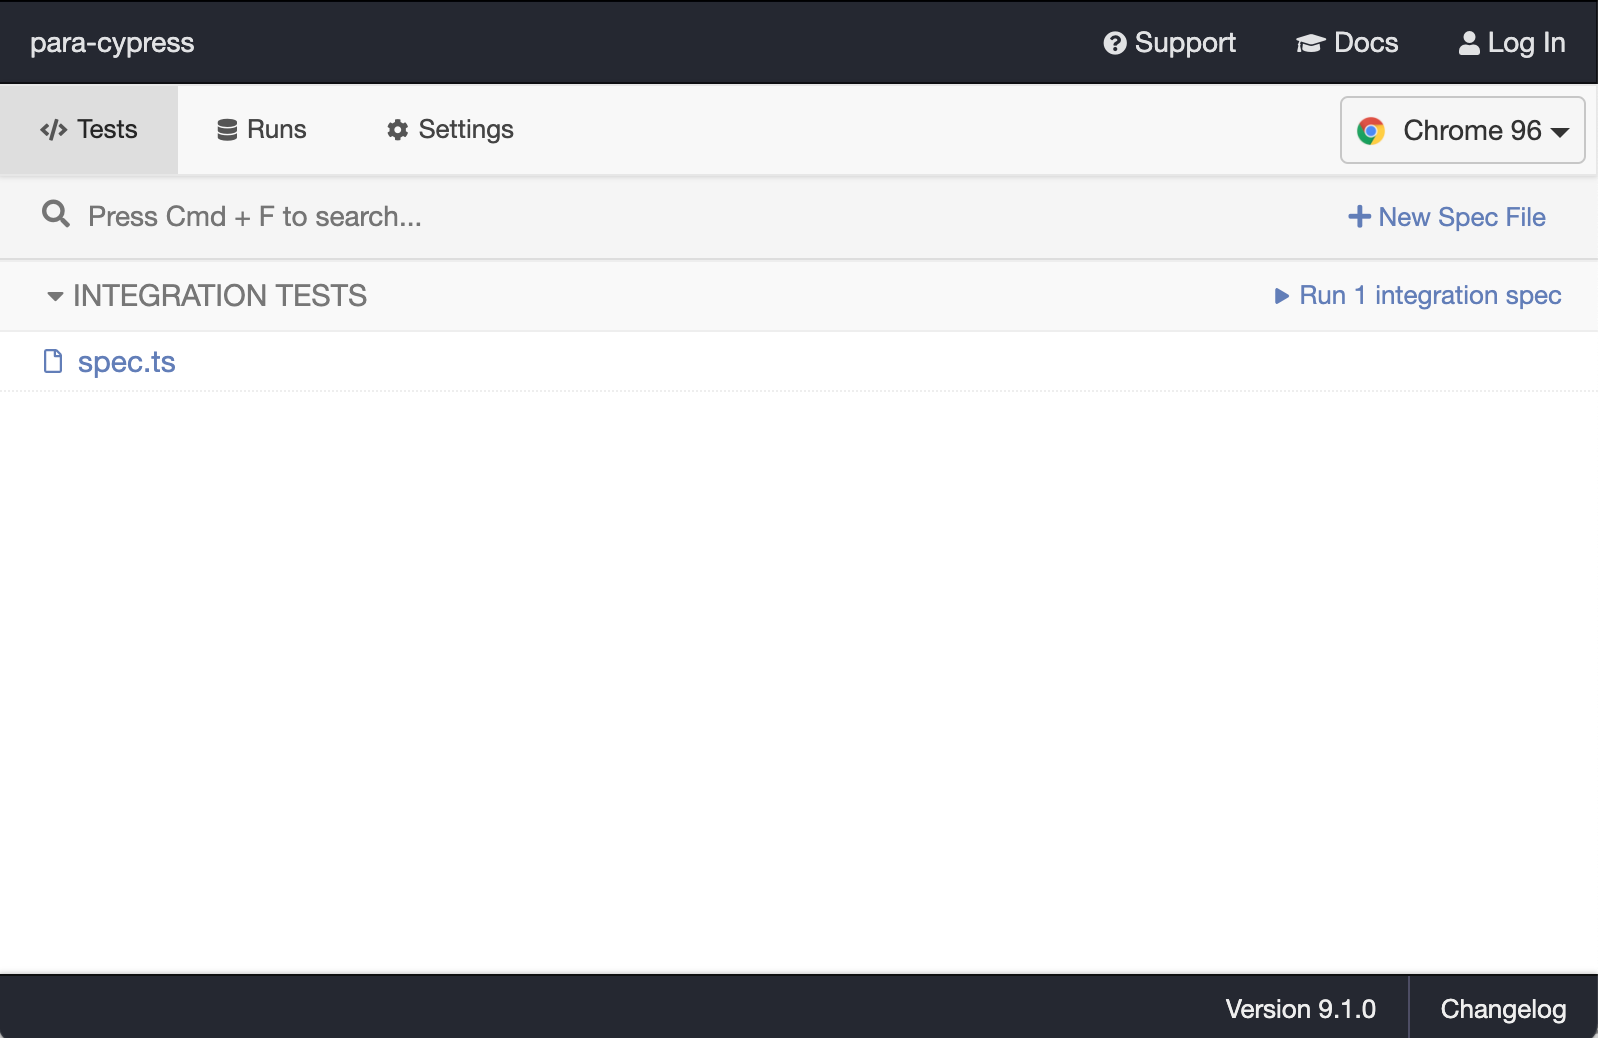 para-cypress
Support
Docs
Log In
Tests
Runs
Settings
Chrome 96
Press Cmd + F to search...
New Spec File
INTEGRATION TESTS
Run 1 integration spec
spec.ts
Version 9.1.0
Changelog